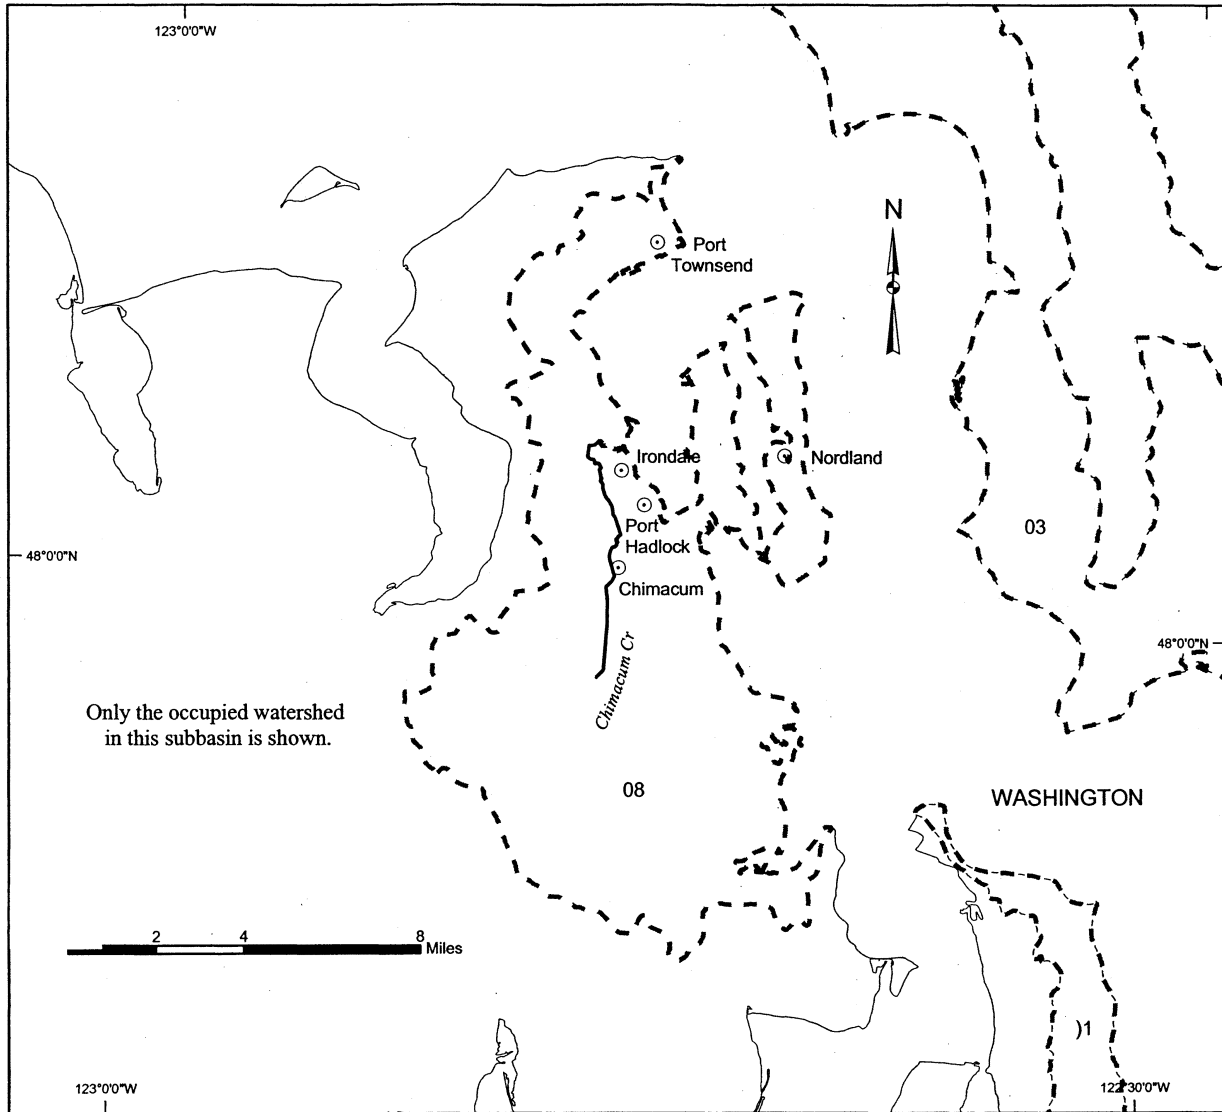 123°0'0"W
N
Port
Townsend
Irondale
Nordland
Port
Hadlock
03
48°0'0"N
Chimacum
48°0'0"N
Chimacum Cr
Only the occupied watershed
in this subbasin is shown.
08
WASHINGTON
2 4 8
Miles
)1
123°0'0"W
122°30'0"W